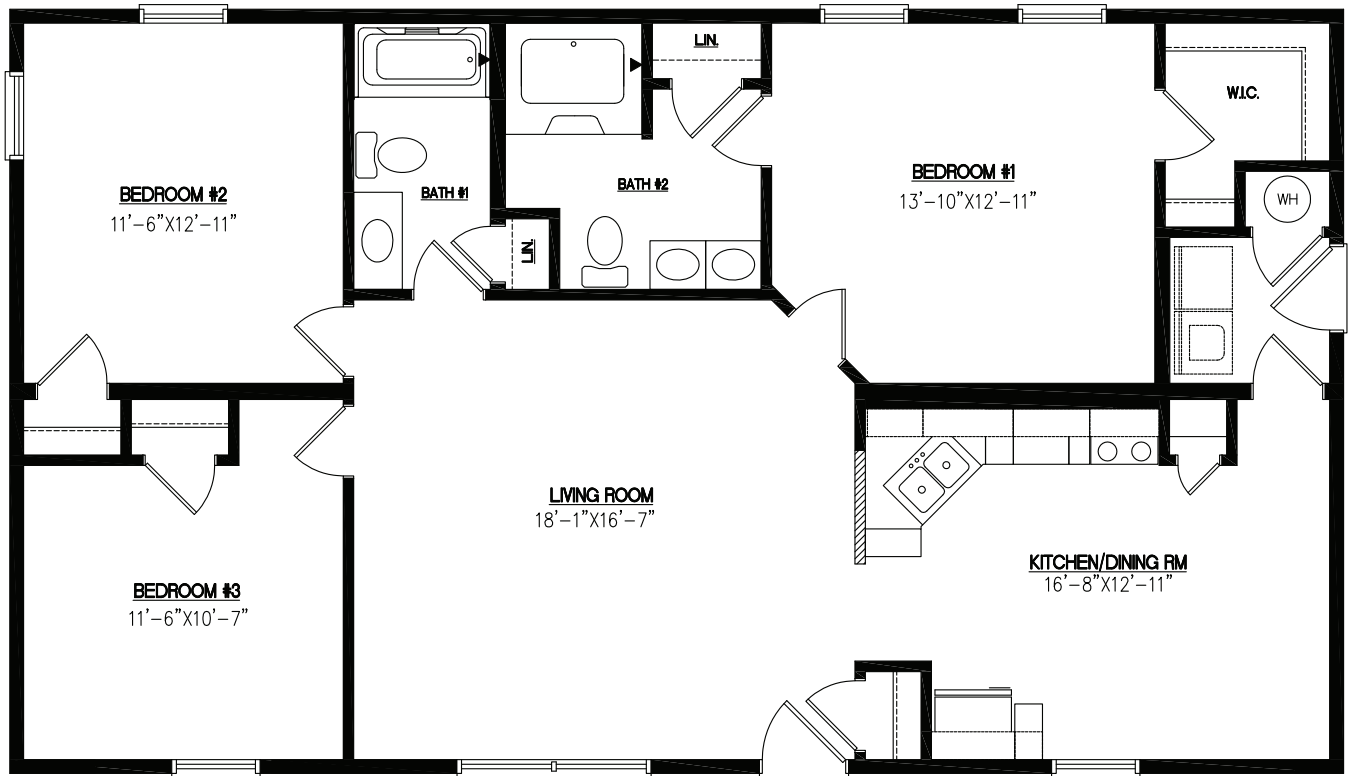 LIN.
W.I.C.
BEDROOM #2
11'-6"X12'-11"
BATH #1
BATH #2
BEDROOM #1
13'-10"X12'-11"
WH
LIN.
LIVING ROOM
18'-1"X16'-7"
KITCHEN/DINING RM
16'-8"X12'-11"
BEDROOM #3
11'-6"X10'-7"